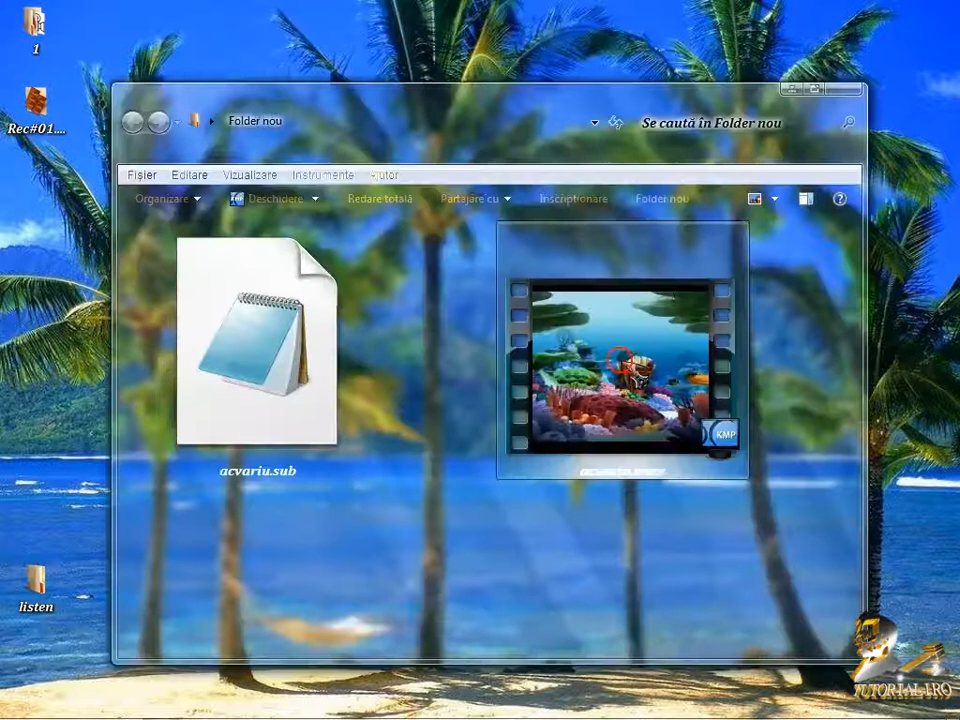 1
Rec#01....
Folder nou
Se caută în Folder nou
Fișier Editare Vizualizare Instrumente Ajutor
Organizare Deschidere Redare totală Partajare cu Inscripționare Folder nou
KMP
acvariu.sub
listen
TUTORIAL-I.RO